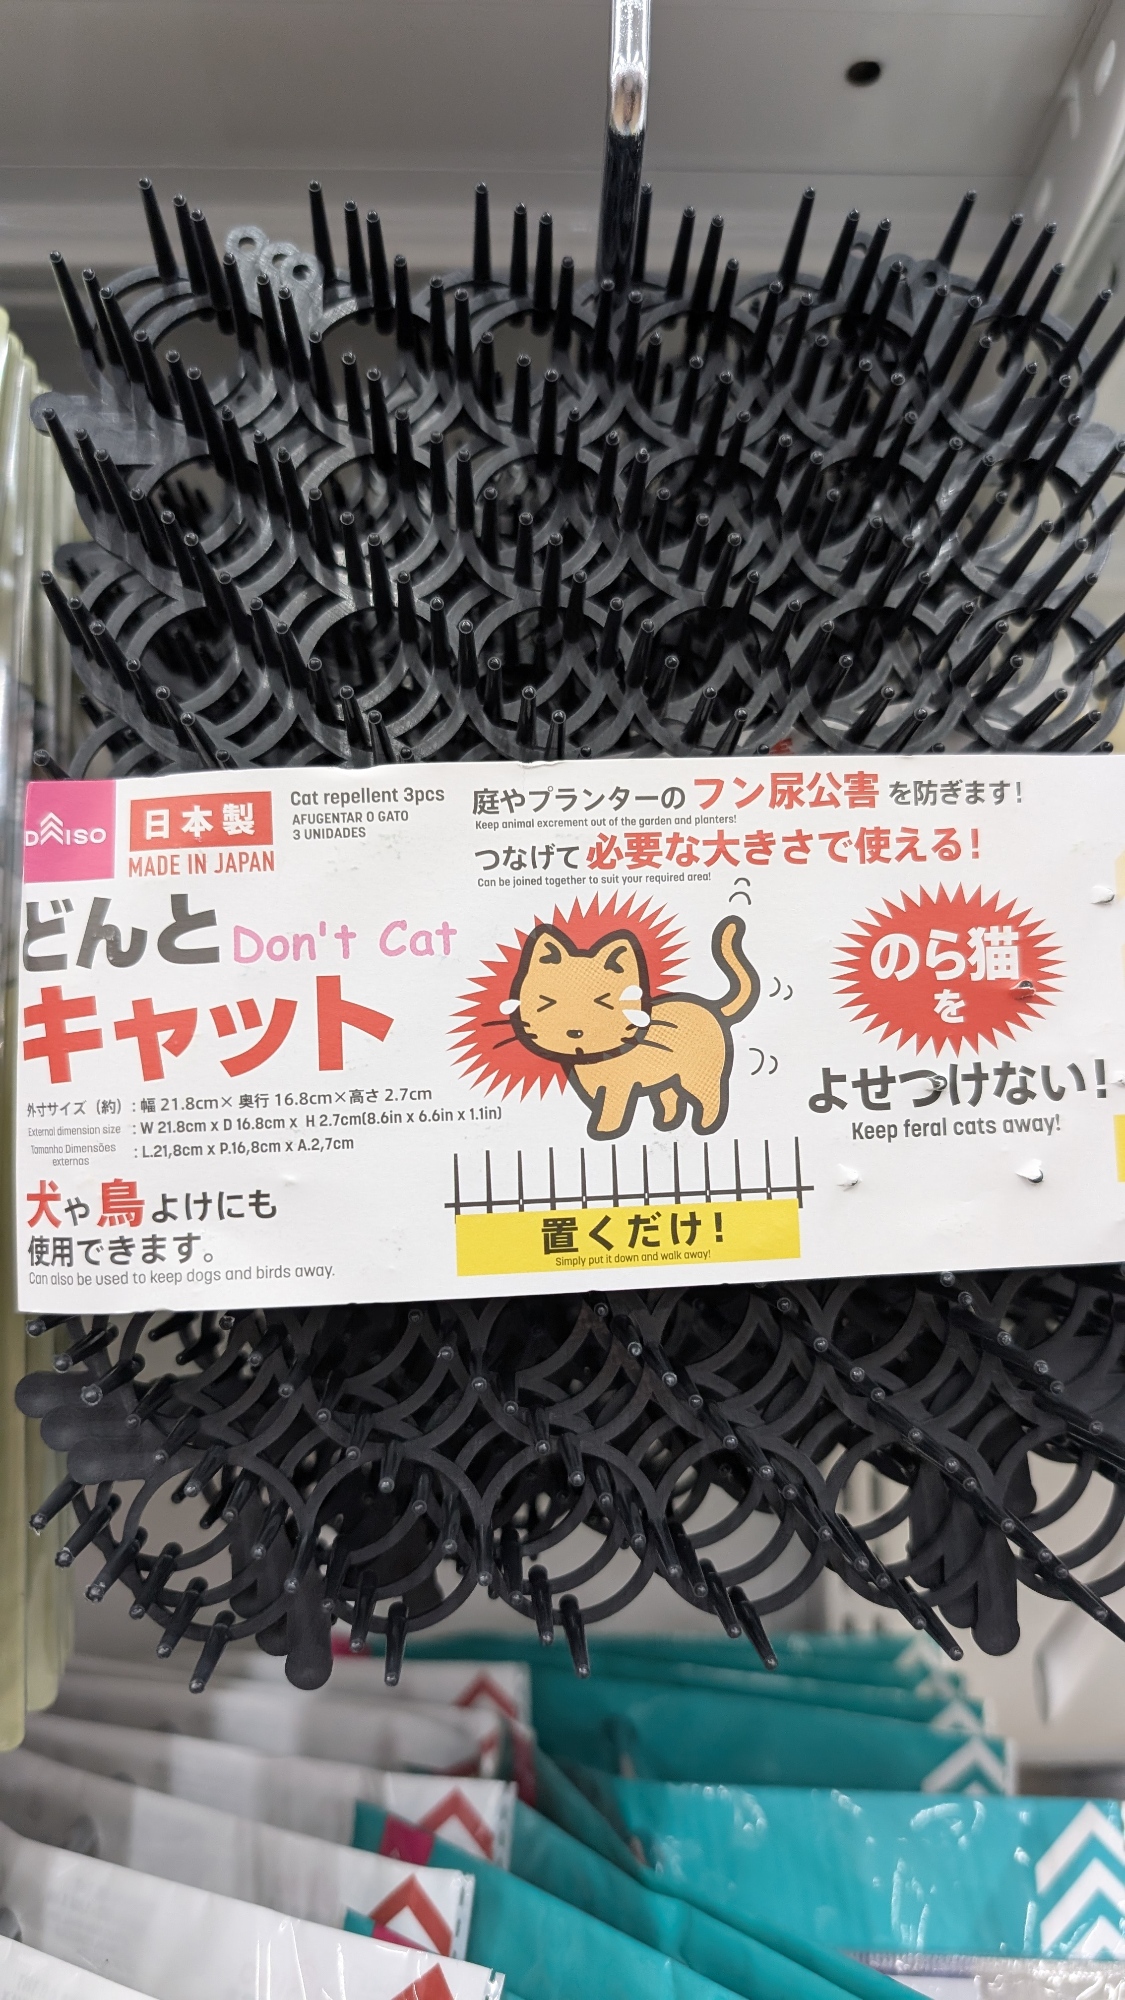 DAISO
日本製
MADE IN JAPAN
Cat repellent 3pcs
AFUGENTAR O GATO
3 UNIDADES
どんと
Don't Cat
キャット
外寸サイズ（約）: 幅 21.8cm× 奥行 16.8cm×高さ 2.7cm
External dimension size : W 21.8cm x D 16.8cm x H 2.7cm(8.6in x 6.6in x 1.1in)
Tamanho Dimensões externas : L.21,8cm x P.16,8cm x A.2,7cm
犬や鳥よけにも
使用できます。
Can also be used to keep dogs and birds away.
庭やプランターのフン尿公害を防ぎます!
Keep animal excrement out of the garden and planters!
つなげて必要な大きさで使える!
Can be joined together to suit your required area!
のら猫
を
よせつけない!
Keep feral cats away!
置くだけ!
Simply put it down and walk away!